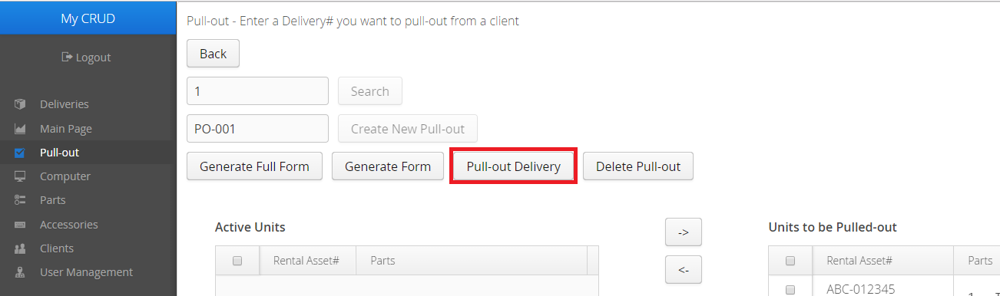 My CRUD
Logout
Deliveries
Main Page
Pull-out
Computer
Parts
Accessories
Clients
User Management
Pull-out - Enter a Delivery# you want to pull-out from a client
Back
1 Search
PO-001 Create New Pull-out
Generate Full Form Generate Form Pull-out Delivery Delete Pull-out
Active Units -> Units to be Pulled-out
Rental Asset# Parts <- Rental Asset# Parts
ABC-012345